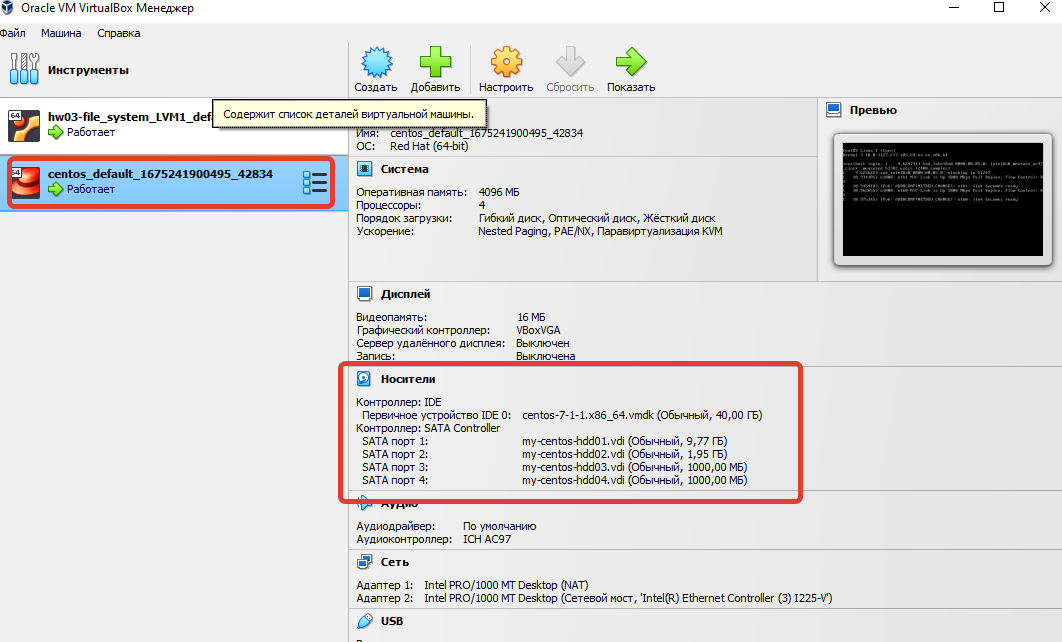 Oracle VM VirtualBox Менеджер
Файл Машина Справка
Инструменты
Создать Добавить Настроить Сбросить Показать
64
hw03-file_system_LVM1_def
Работает
Содержит список деталей виртуальной машины.
64
centos_default_1675241900495_42834
Работает
Имя: centos_default_1675241900495_42834
ОС: Red Hat (64-bit)
Превью
Система
Оперативная память: 4096 МБ
Процессоры: 4
Порядок загрузки: Гибкий диск, Оптический диск, Жёсткий диск
Ускорение: Nested Paging, PAE/NX, Паравиртуализация KVM
CentOS Linux 7 (Core)
Дисплей
Видеопамять: 16 МБ
Графический контроллер: VBoxVGA
Сервер удалённого дисплея: Выключен
Запись: Выключена
Носители
Контроллер: IDE
Первичное устройство IDE 0: centos-7-1-1.x86_64.vmdk (Обычный, 40,00 ГБ)
Контроллер: SATA Controller
SATA порт 1: my-centos-hdd01.vdi (Обычный, 9,77 ГБ)
SATA порт 2: my-centos-hdd02.vdi (Обычный, 1,95 ГБ)
SATA порт 3: my-centos-hdd03.vdi (Обычный, 1000,00 МБ)
SATA порт 4: my-centos-hdd04.vdi (Обычный, 1000,00 МБ)
Аудио
Аудиодрайвер: По умолчанию
Аудиоконтроллер: ICH AC97
Сеть
Адаптер 1: Intel PRO/1000 MT Desktop (NAT)
Адаптер 2: Intel PRO/1000 MT Desktop (Сетевой мост, 'Intel(R) Ethernet Controller (3) I225-V')
USB